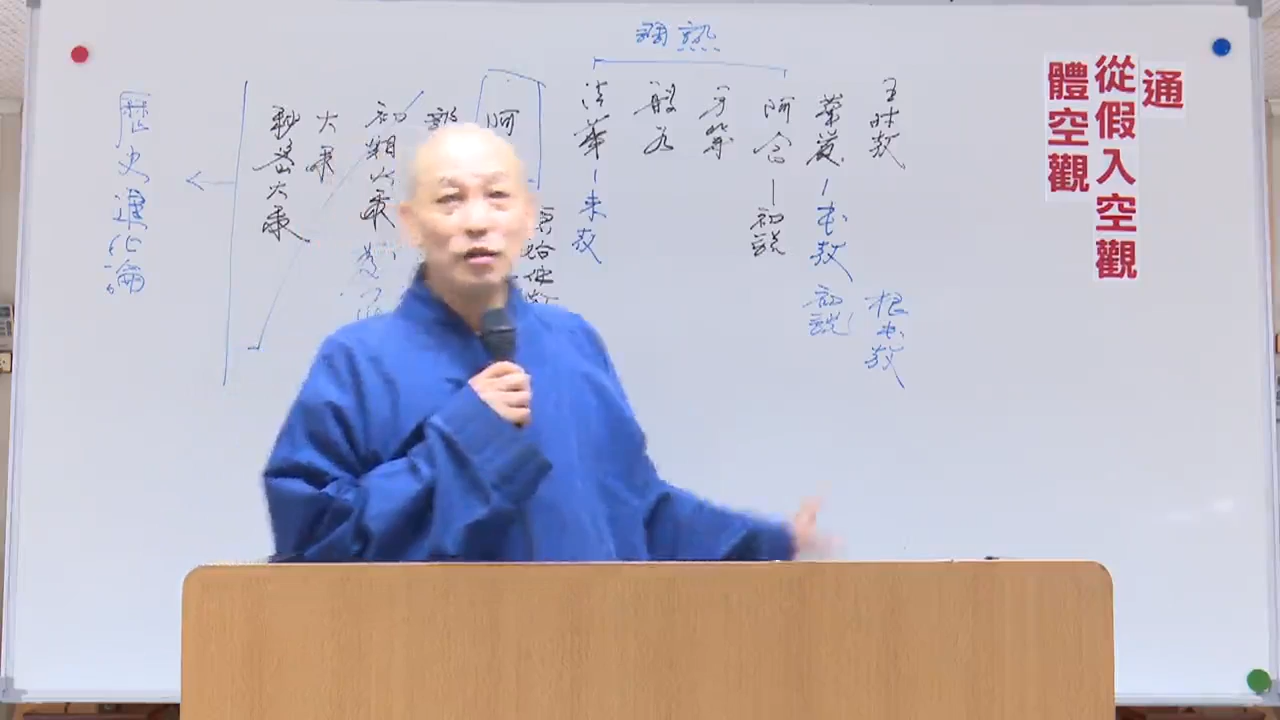 通
從假入空觀
體空觀
調熟
五時教
華嚴－本教 初說
根本教
阿含－初說
方等
般若
法華－末教
阿
部
初期大乘
大乘
秘密大乘
歷史進化論